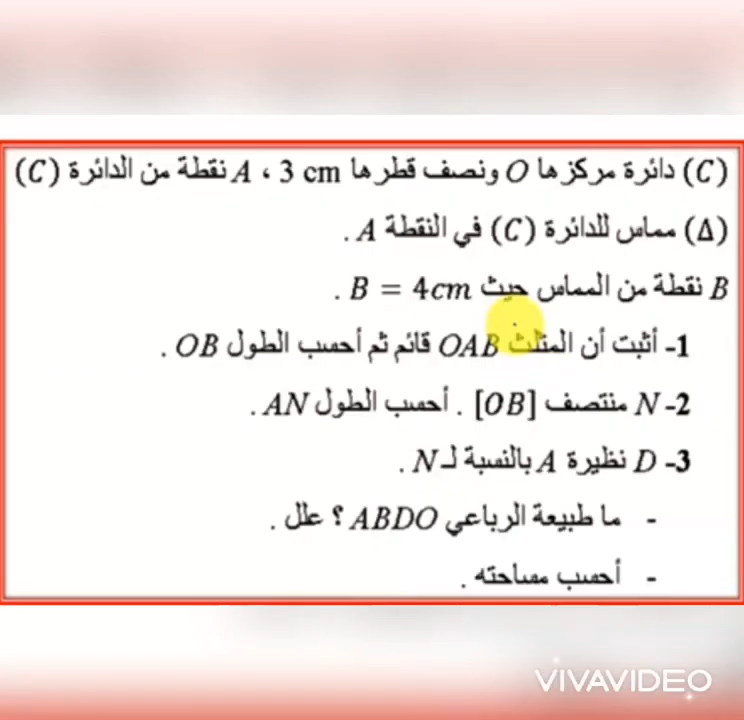 (C) دائرة مركزها O ونصف قطرها 3 cm ، A نقطة من الدائرة (C)
(Δ) مماس للدائرة (C) في النقطة A .
B نقطة من المماس حيث B = 4cm .
1- أثبت أن المثلث OAB قائم ثم أحسب الطول OB .
2- N منتصف [OB] . أحسب الطول AN .
3- D نظيرة A بالنسبة لـ N .
- ما طبيعة الرباعي ABDO ؟ علل .
- أحسب مساحته .
VIVAVIDEO